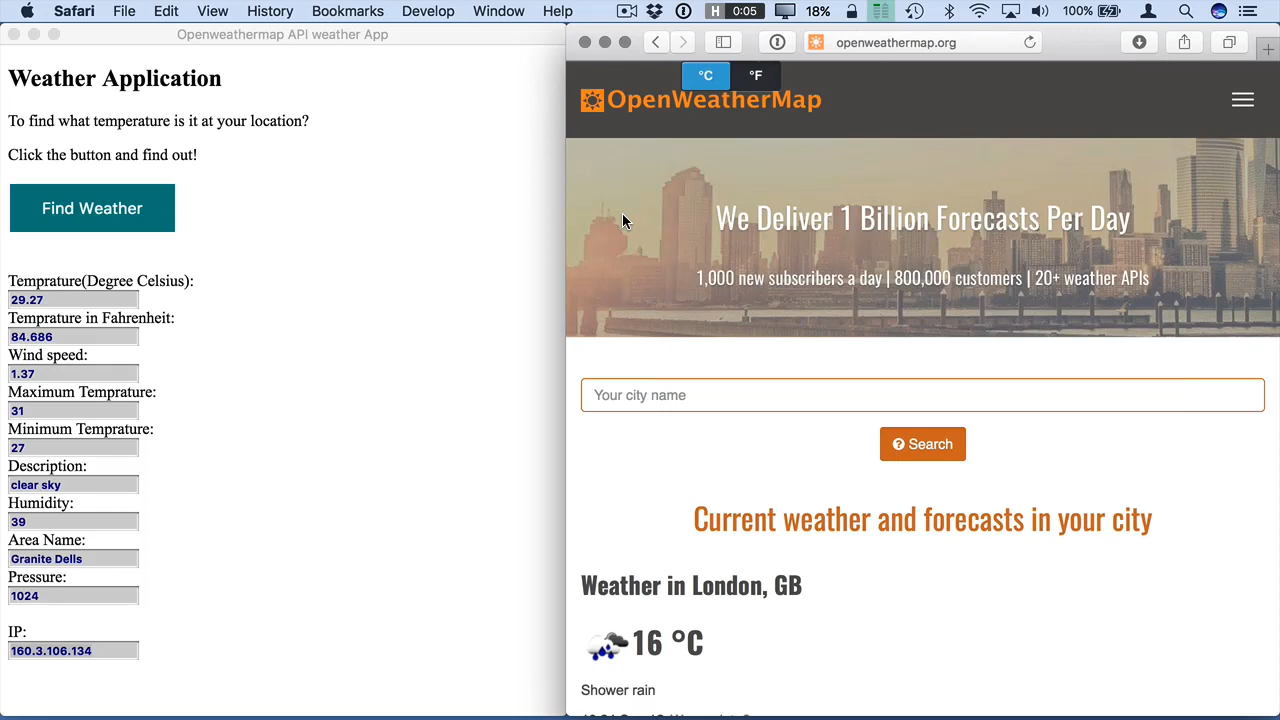 Safari File Edit View History Bookmarks Develop Window Help H 0:05 18% 100%
Openweathermap API weather App
Weather Application
To find what temperature is it at your location?
Click the button and find out!
Find Weather
Temprature(Degree Celsius):
29.27
Temprature in Fahrenheit:
84.686
Wind speed:
1.37
Maximum Temprature:
31
Minimum Temprature:
27
Description:
clear sky
Humidity:
39
Area Name:
Granite Dells
Pressure:
1024
IP:
160.3.106.134
openweathermap.org
°C °F
OpenWeatherMap
We Deliver 1 Billion Forecasts Per Day
1,000 new subscribers a day | 800,000 customers | 20+ weather APIs
Your city name
Search
Current weather and forecasts in your city
Weather in London, GB
16 °C
Shower rain